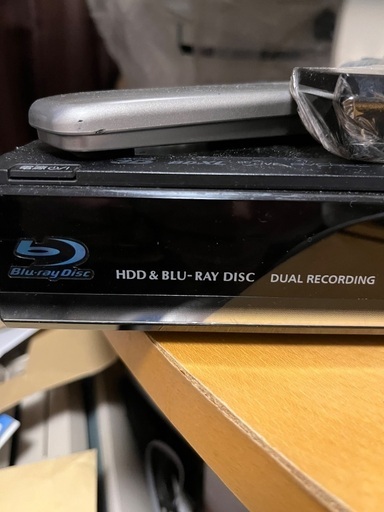 Blu-ray Disc
HDD & BLU-RAY DISC DUAL RECORDING